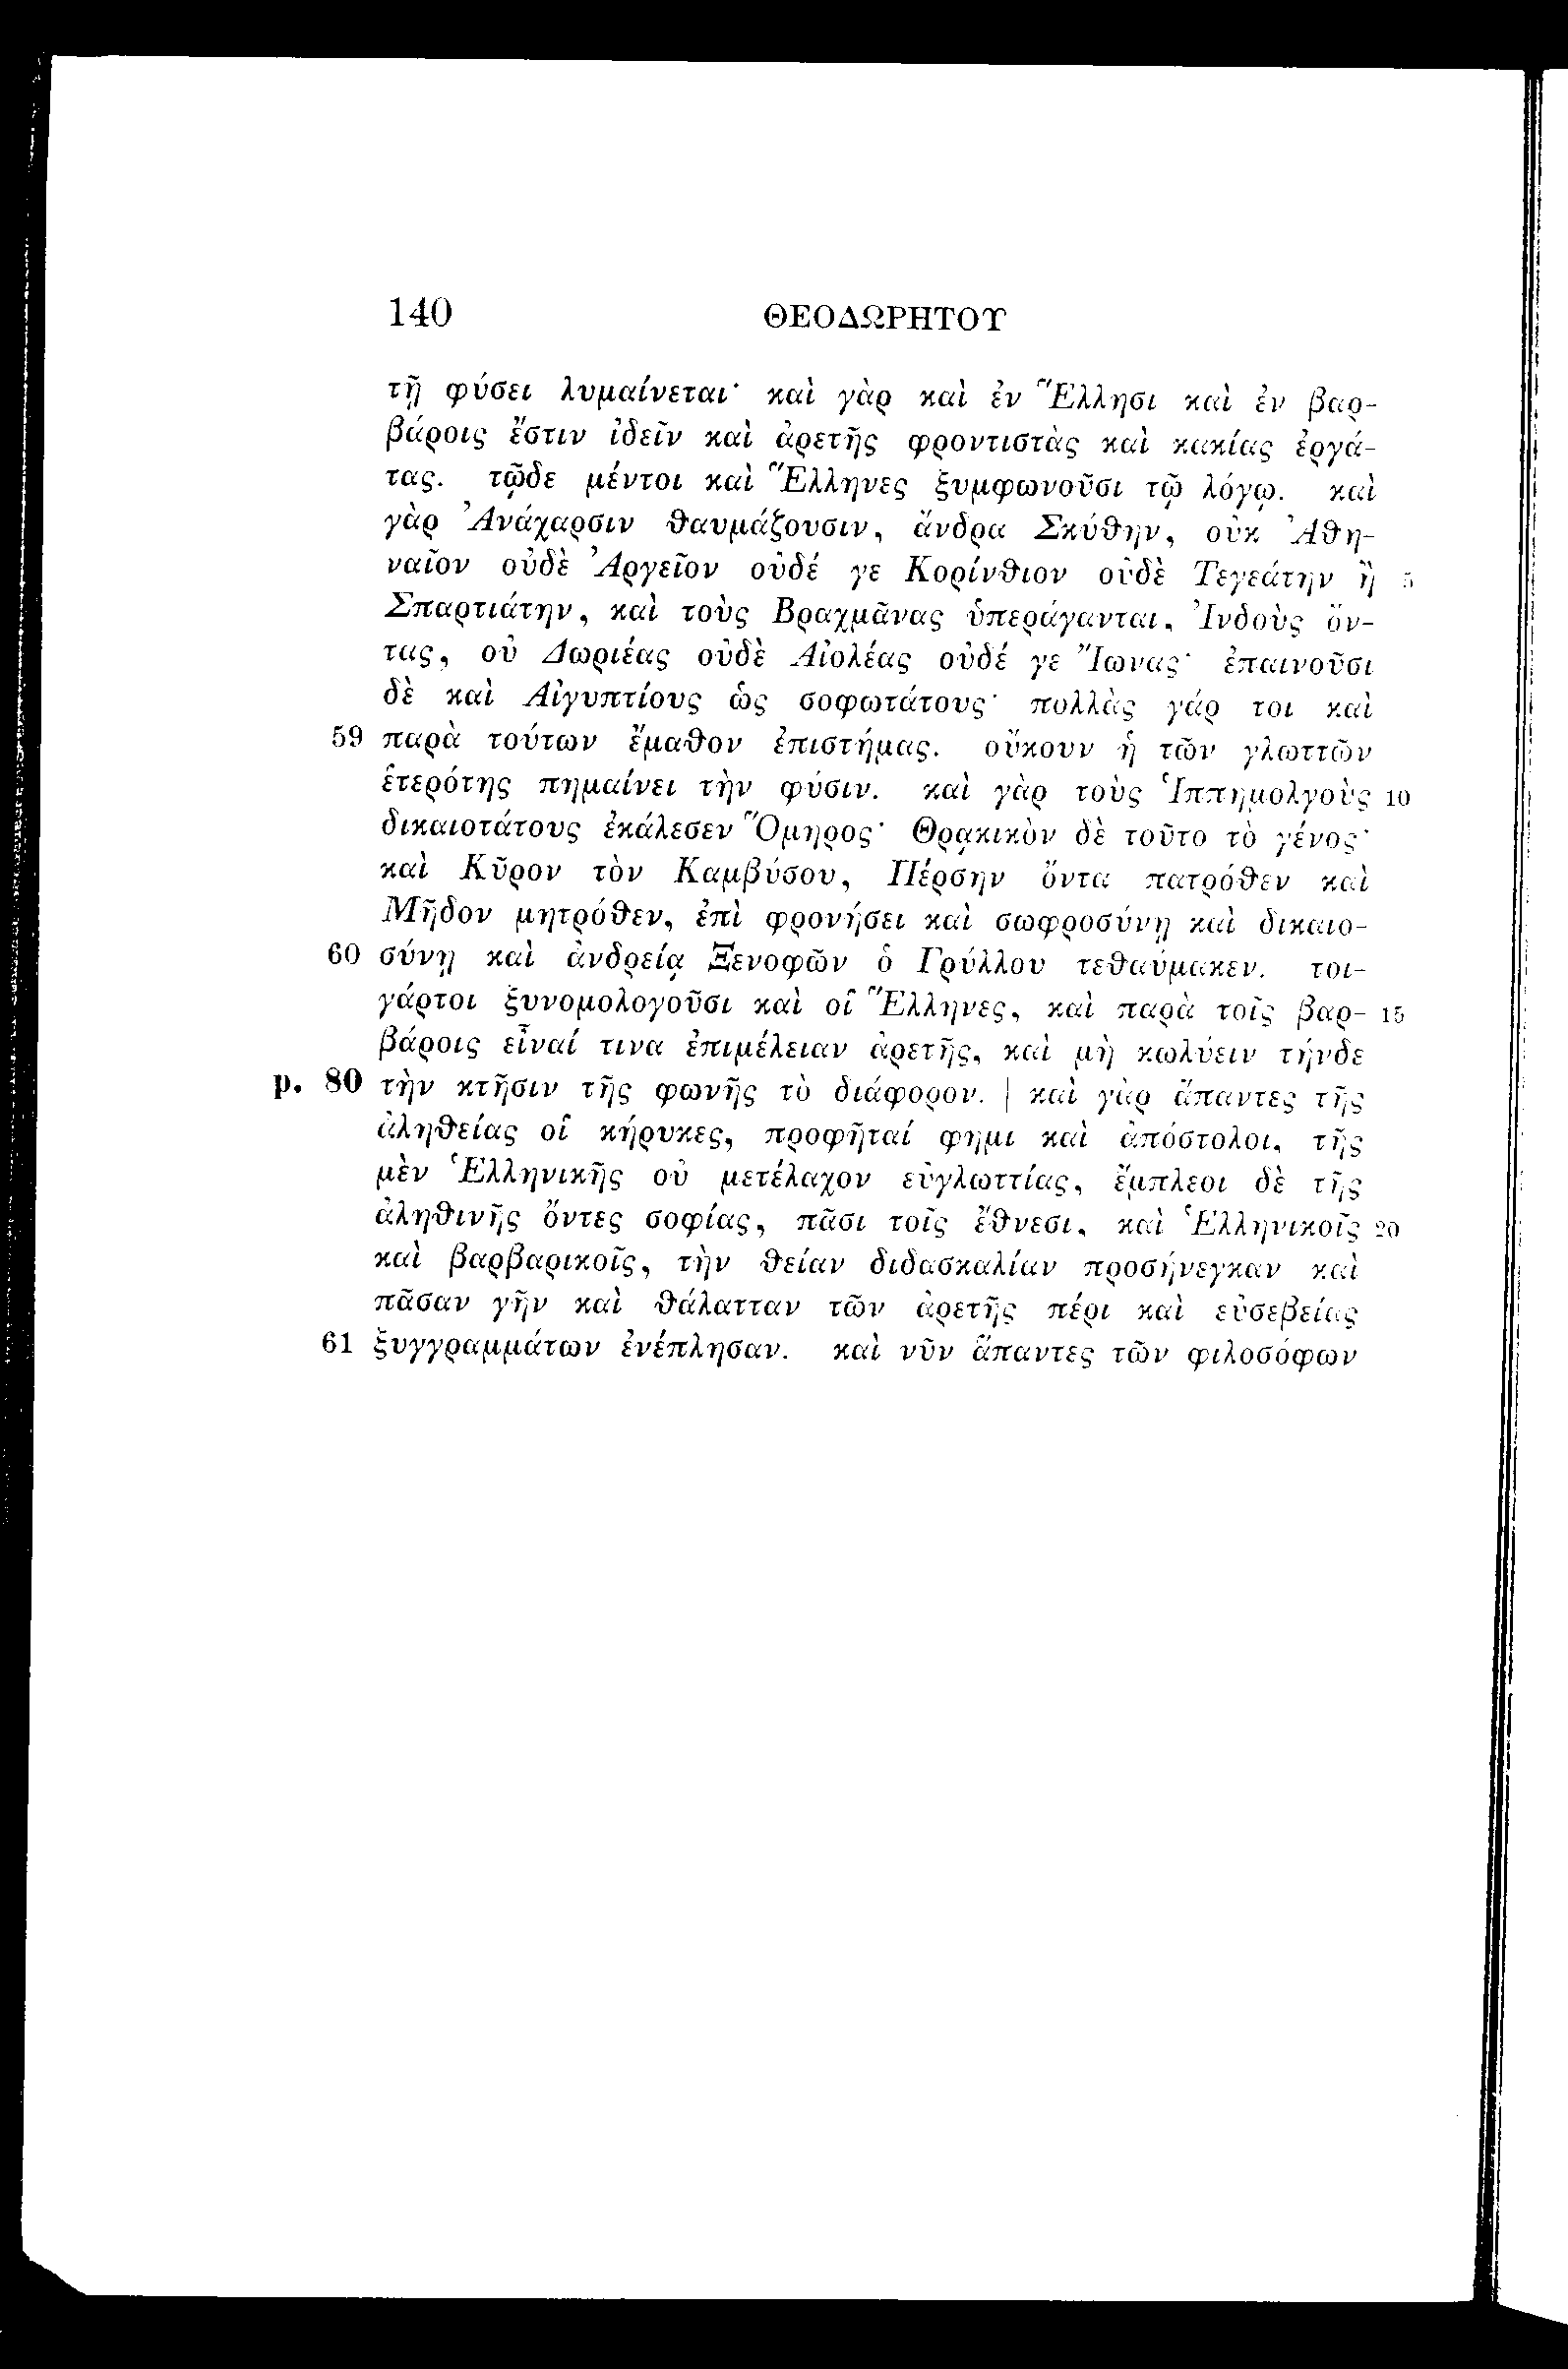 140 ΘΕΟΔΩΡΗΤΟΥ
τῇ φύσει λυμαίνεται· καὶ γὰρ καὶ ἐν Ἕλλησι καὶ ἐν βαρ-
βάροις ἔστιν ἰδεῖν καὶ ἀρετῆς φροντιστὰς καὶ κακίας ἐργά-
τας. τῷδε μέντοι καὶ Ἕλληνες ξυμφωνοῦσι τῷ λόγῳ. καὶ
γὰρ Ἀνάχαρσιν θαυμάζουσιν, ἄνδρα Σκύθην, οὐκ Ἀθη-
ναῖον οὐδὲ Ἀργεῖον οὐδέ γε Κορίνθιον οὐδὲ Τεγεάτην ἢ 5
Σπαρτιάτην, καὶ τοὺς Βραχμᾶνας ὑπεράγανται, Ἰνδοὺς ὄν-
τας, οὐ Δωριέας οὐδὲ Αἰολέας οὐδέ γε Ἴωνας· ἐπαινοῦσι
δὲ καὶ Αἰγυπτίους ὡς σοφωτάτους· πολλὰς γάρ τοι καὶ
59 παρὰ τούτων ἔμαθον ἐπιστήμας. οὔκουν ἡ τῶν γλωττῶν
ἑτερότης πημαίνει τὴν φύσιν. καὶ γὰρ τοὺς Ἱππημολγοὺς 10
δικαιοτάτους ἐκάλεσεν Ὅμηρος· Θρᾳκικὸν δὲ τοῦτο τὸ γένος·
καὶ Κῦρον τὸν Καμβύσου, Πέρσην ὄντα πατρόθεν καὶ
Μῆδον μητρόθεν, ἐπὶ φρονήσει καὶ σωφροσύνῃ καὶ δικαιο-
60 σύνῃ καὶ ἀνδρείᾳ Ξενοφῶν ὁ Γρύλλου τεθαύμακεν. τοι-
γάρτοι ξυνομολογοῦσι καὶ οἱ Ἕλληνες, καὶ παρὰ τοῖς βαρ- 15
βάροις εἶναί τινα ἐπιμέλειαν ἀρετῆς, καὶ μὴ κωλύειν τήνδε
p. 80 τὴν κτῆσιν τῆς φωνῆς τὸ διάφορον. | καὶ γὰρ ἅπαντες τῆς
ἀληθείας οἱ κήρυκες, προφῆταί φημι καὶ ἀπόστολοι, τῆς
μὲν Ἑλληνικῆς οὐ μετέλαχον εὐγλωττίας, ἔμπλεοι δὲ τῆς
ἀληθινῆς ὄντες σοφίας, πᾶσι τοῖς ἔθνεσι, καὶ Ἑλληνικοῖς 20
καὶ βαρβαρικοῖς, τὴν θείαν διδασκαλίαν προσήνεγκαν καὶ
πᾶσαν γῆν καὶ θάλατταν τῶν ἀρετῆς πέρι καὶ εὐσεβείας
61 ξυγγραμμάτων ἐνέπλησαν. καὶ νῦν ἅπαντες τῶν φιλοσόφων